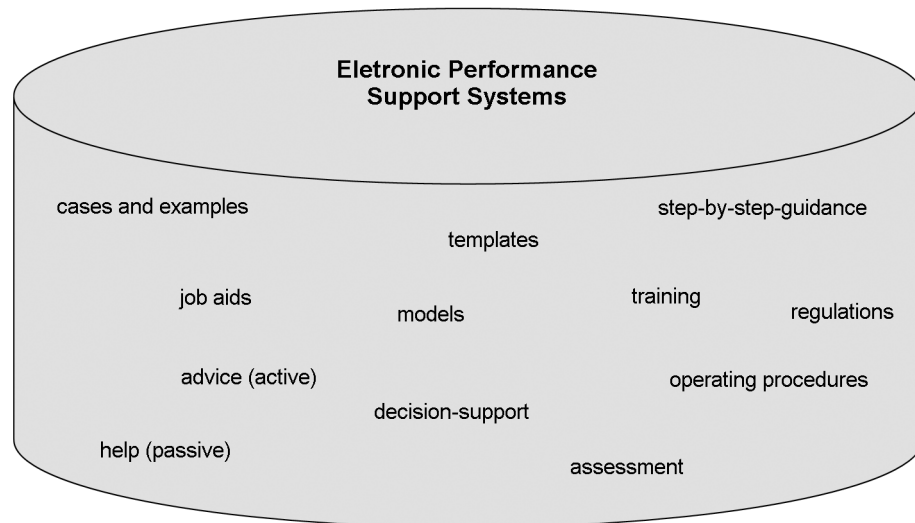 Eletronic Performance
Support Systems
cases and examples
step-by-step-guidance
templates
job aids
models
training
regulations
advice (active)
operating procedures
decision-support
help (passive)
assessment